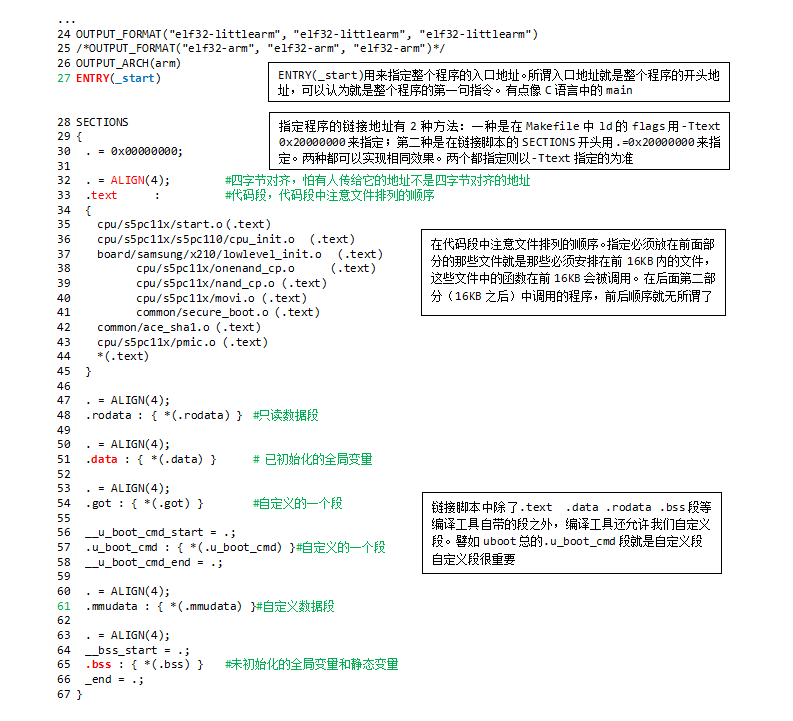 ...
24 OUTPUT_FORMAT("elf32-littlearm", "elf32-littlearm", "elf32-littlearm")
25 /*OUTPUT_FORMAT("elf32-arm", "elf32-arm", "elf32-arm")*/
26 OUTPUT_ARCH(arm)
27 ENTRY(_start)
ENTRY(_start)用来指定整个程序的入口地址。所谓入口地址就是整个程序的开头地
址，可以认为就是整个程序的第一句指令。有点像 C 语言中的 main
28 SECTIONS
29 {
30 . = 0x00000000;
指定程序的链接地址有 2 种方法：一种是在 Makefile 中 ld 的 flags 用-Ttext
0x20000000 来指定；第二种是在链接脚本的 SECTIONS 开头用.=0x20000000 来指
定。两种都可以实现相同效果。两个都指定则以-Ttext 指定的为准
31
32 . = ALIGN(4); #四字节对齐，怕有人传给它的地址不是四字节对齐的地址
33 .text : #代码段，代码段中注意文件排列的顺序
34 {
35 cpu/s5pc11x/start.o (.text)
36 cpu/s5pc11x/s5pc110/cpu_init.o (.text)
37 board/samsung/x210/lowlevel_init.o (.text)
38 cpu/s5pc11x/onenand_cp.o (.text)
39 cpu/s5pc11x/nand_cp.o (.text)
40 cpu/s5pc11x/movi.o (.text)
41 common/secure_boot.o (.text)
42 common/ace_sha1.o (.text)
43 cpu/s5pc11x/pmic.o (.text)
44 *(.text)
45 }
在代码段中注意文件排列的顺序。指定必须放在前面部
分的那些文件就是那些必须安排在前 16KB 内的文件，
这些文件中的函数在前 16KB 会被调用。在后面第二部
分（16KB 之后）中调用的程序，前后顺序就无所谓了
46
47 . = ALIGN(4);
48 .rodata : { *(.rodata) } #只读数据段
49
50 . = ALIGN(4);
51 .data : { *(.data) } # 已初始化的全局变量
52
53 . = ALIGN(4);
54 .got : { *(.got) } #自定义的一个段
55
56 __u_boot_cmd_start = .;
57 .u_boot_cmd : { *(.u_boot_cmd) }#自定义的一个段
58 __u_boot_cmd_end = .;
链接脚本中除了.text .data .rodata .bss 段等
编译工具自带的段之外，编译工具还允许我们自定义
段。譬如 uboot 总的.u_boot_cmd 段就是自定义段
自定义段很重要
59
60 . = ALIGN(4);
61 .mmudata : { *(.mmudata) }#自定义数据段
62
63 . = ALIGN(4);
64 __bss_start = .;
65 .bss : { *(.bss) } #未初始化的全局变量和静态变量
66 _end = .;
67 }